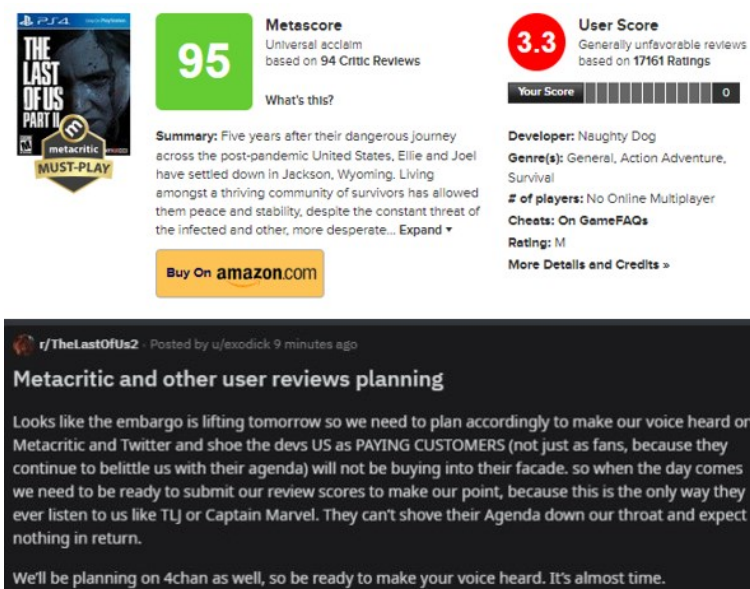 PS4
THE
LAST
OF US
PART II
metacritic
MUST-PLAY
95
Metascore
Universal acclaim
based on 94 Critic Reviews
What's this?
3.3
User Score
Generally unfavorable reviews
based on 17161 Ratings
Your Score 0
Summary: Five years after their dangerous journey
across the post-pandemic United States, Ellie and Joel
have settled down in Jackson, Wyoming. Living
amongst a thriving community of survivors has allowed
them peace and stability, despite the constant threat of
the infected and other, more desperate... Expand
Buy On amazon.com
Developer: Naughty Dog
Genre(s): General, Action Adventure,
Survival
# of players: No Online Multiplayer
Cheats: On GameFAQs
Rating: M
More Details and Credits »
r/TheLastOfUs2 · Posted by u/exodick 9 minutes ago
Metacritic and other user reviews planning
Looks like the embargo is lifting tomorrow so we need to plan accordingly to make our voice heard on
Metacritic and Twitter and shoe the devs US as PAYING CUSTOMERS (not just as fans, because they
continue to belittle us with their agenda) will not be buying into their facade. so when the day comes
we need to be ready to submit our review scores to make our point, because this is the only way they
ever listen to us like TLJ or Captain Marvel. They can't shove their Agenda down our throat and expect
nothing in return.
We'll be planning on 4chan as well, so be ready to make your voice heard. It's almost time.